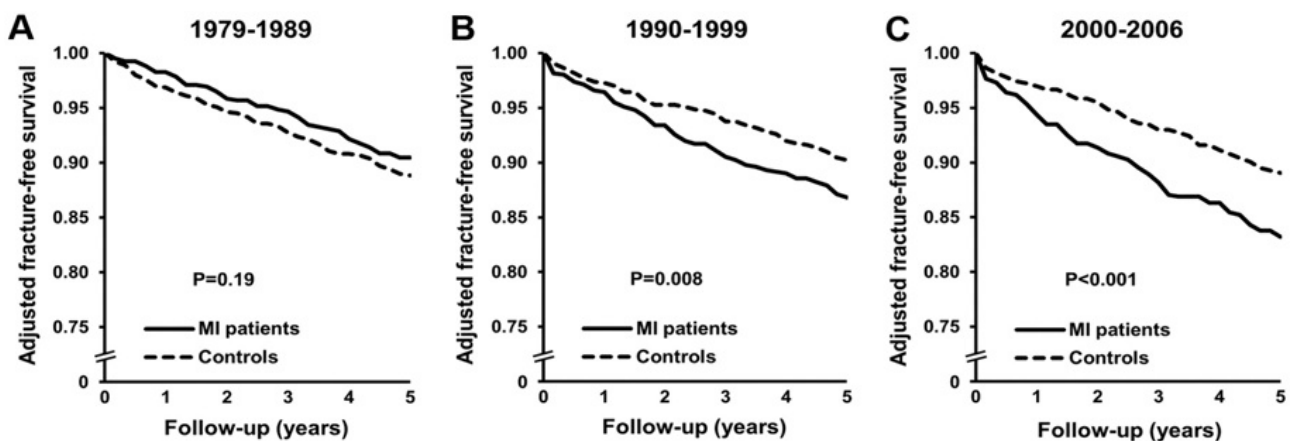 A
1979-1989
Adjusted fracture-free survival
1.00
0.95
0.90
0.85
0.80
0.75
0
P=0.19
MI patients
Controls
0 1 2 3 4 5
Follow-up (years)
B
1990-1999
Adjusted fracture-free survival
1.00
0.95
0.90
0.85
0.80
0.75
0
P=0.008
MI patients
Controls
0 1 2 3 4 5
Follow-up (years)
C
2000-2006
Adjusted fracture-free survival
1.00
0.95
0.90
0.85
0.80
0.75
0
P<0.001
MI patients
Controls
0 1 2 3 4 5
Follow-up (years)